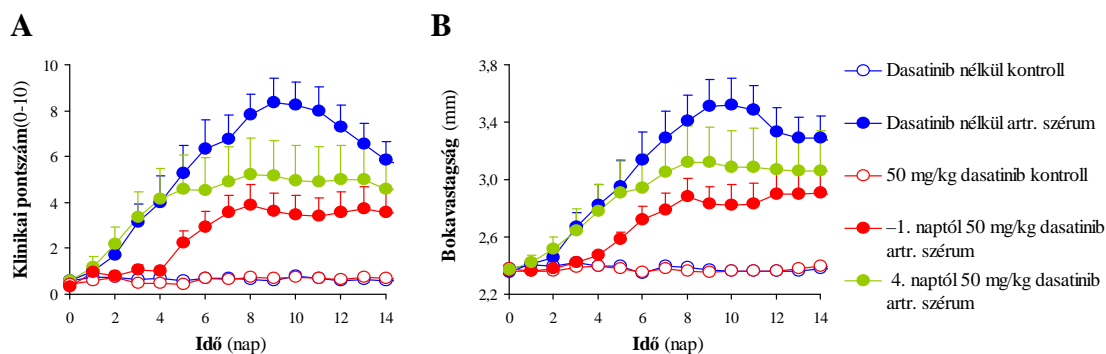 A
Klinikai pontszám(0-10)
10
8
6
4
2
0
0 2 4 6 8 10 12 14
Idő (nap)
B
Bokavastagság (mm)
3,8
3,4
3,0
2,6
2,2
0 2 4 6 8 10 12 14
Idő (nap)
Dasatinib nélkül kontroll
Dasatinib nélkül artr. szérum
50 mg/kg dasatinib kontroll
–1. naptól 50 mg/kg dasatinib
artr. szérum
4. naptól 50 mg/kg dasatinib
artr. szérum